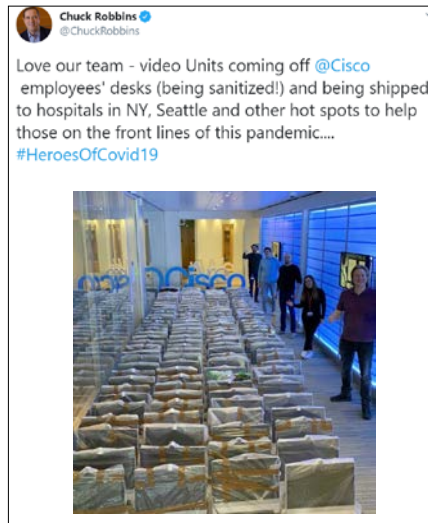 Chuck Robbins
@ChuckRobbins
Love our team - video Units coming off @Cisco
employees' desks (being sanitized!) and being shipped
to hospitals in NY, Seattle and other hot spots to help
those on the front lines of this pandemic....
#HeroesOfCovid19
Cisco